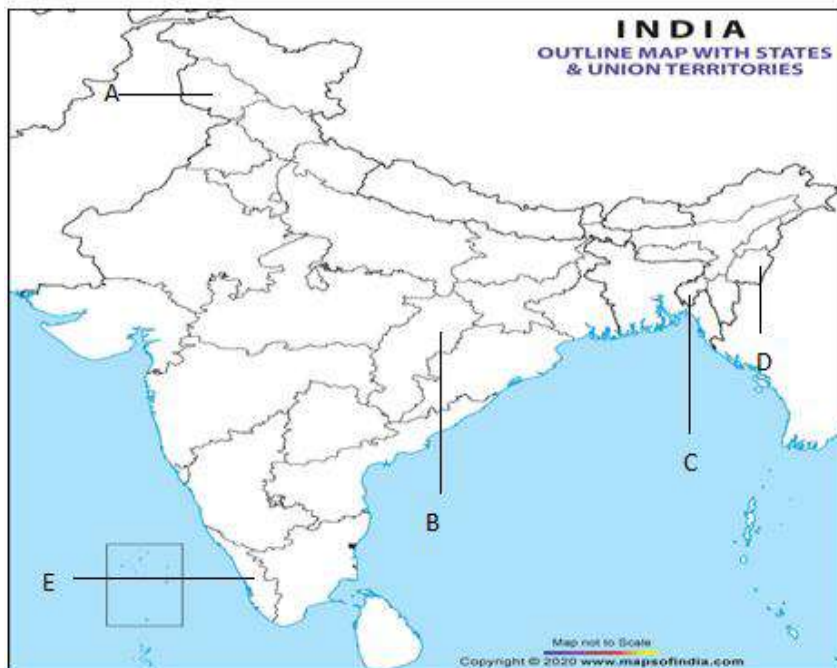 INDIA
OUTLINE MAP WITH STATES
& UNION TERRITORIES
A
D
C
B
E
Map not to Scale
Copyright © 2020 www.mapsofindia.com